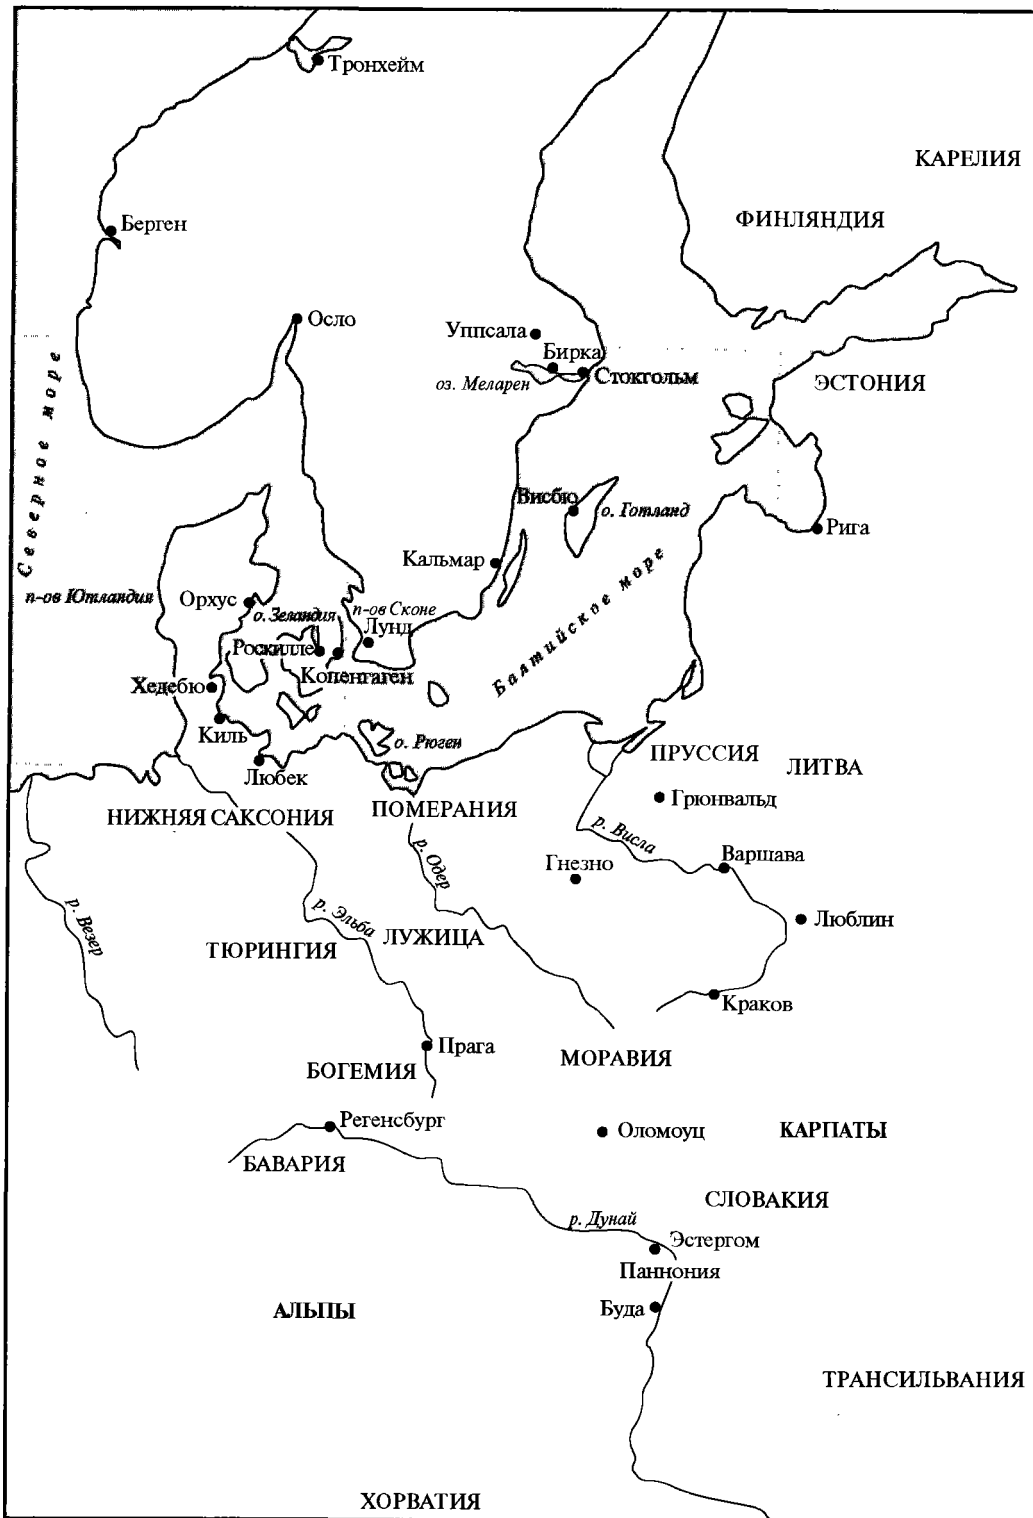 Тронхейм
КАРЕЛИЯ
ФИНЛЯНДИЯ
Берген
Осло
Уппсала
Бирка
Стокгольм
оз. Меларен
ЭСТОНИЯ
Северное море
Висбю
о. Готланд
Рига
Кальмар
Балтийское море
п-ов Ютландия
Орхус
о. Зеландия
п-ов Сконе
Лунд
Роскилле
Копенгаген
Хедебю
Киль
о. Рюген
Любек
ПРУССИЯ
ЛИТВА
Грюнвальд
НИЖНЯЯ САКСОНИЯ
ПОМЕРАНИЯ
р. Висла
Варшава
Гнезно
р. Одер
р. Везер
р. Эльба
ЛУЖИЦА
Люблин
ТЮРИНГИЯ
Краков
Прага
МОРАВИЯ
БОГЕМИЯ
Регенсбург
Оломоуц
КАРПАТЫ
БАВАРИЯ
СЛОВАКИЯ
р. Дунай
Эстергом
Паннония
Буда
АЛЬПЫ
ТРАНСИЛЬВАНИЯ
ХОРВАТИЯ